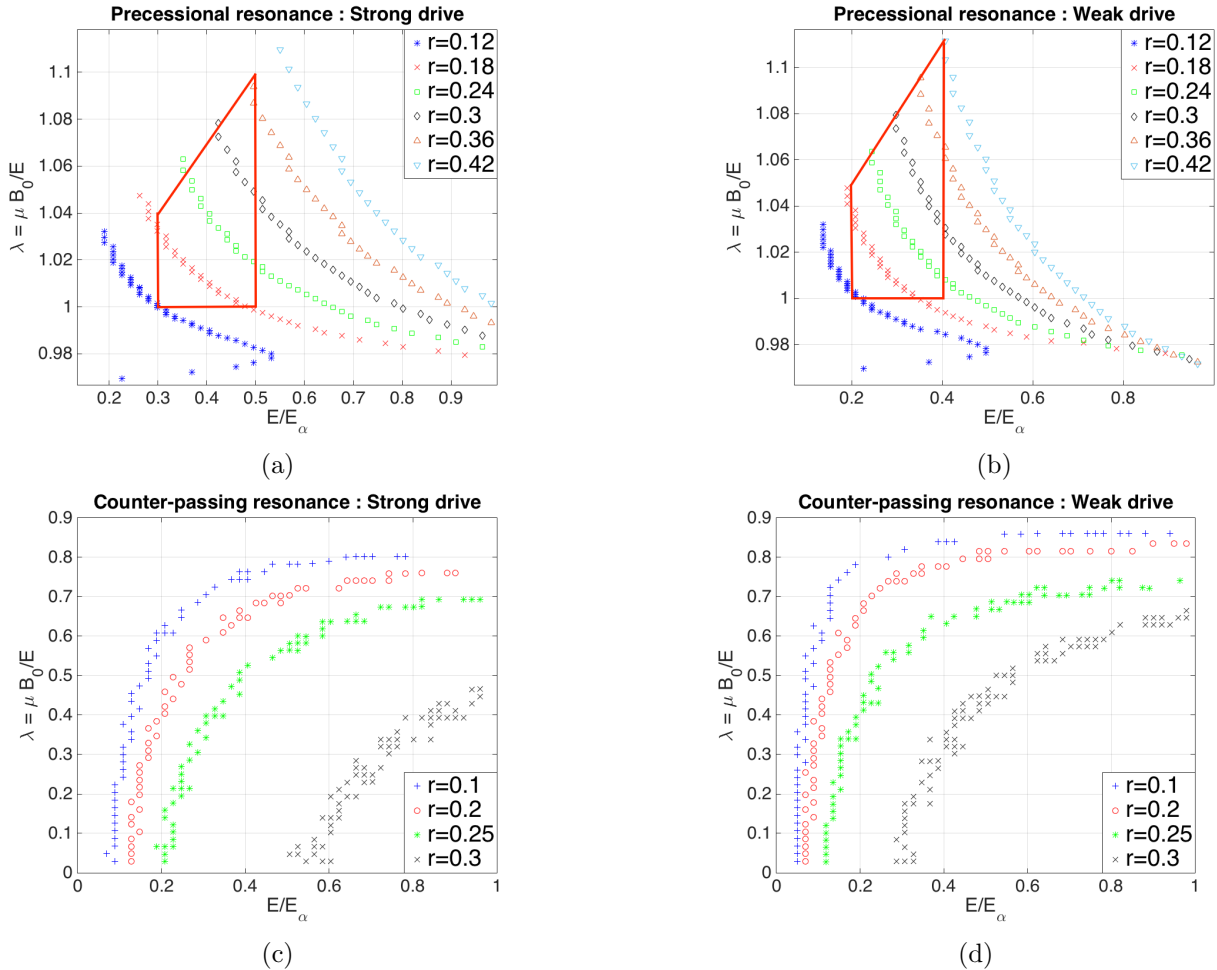 Precessional resonance : Strong drive
r=0.12
r=0.18
r=0.24
r=0.3
r=0.36
r=0.42
1.1
1.08
1.06
1.04
1.02
1
0.98
λ = μ B₀/E
0.2 0.3 0.4 0.5 0.6 0.7 0.8 0.9
E/Eα
(a)
Precessional resonance : Weak drive
r=0.12
r=0.18
r=0.24
r=0.3
r=0.36
r=0.42
1.1
1.08
1.06
1.04
1.02
1
0.98
λ = μ B₀/E
0.2 0.4 0.6 0.8
E/Eα
(b)
Counter-passing resonance : Strong drive
0.9
0.8
0.7
0.6
0.5
0.4
0.3
0.2
0.1
0
λ = μ B₀/E
r=0.1
r=0.2
r=0.25
r=0.3
0 0.2 0.4 0.6 0.8 1
E/Eα
(c)
Counter-passing resonance : Weak drive
0.9
0.8
0.7
0.6
0.5
0.4
0.3
0.2
0.1
0
λ = μ B₀/E
r=0.1
r=0.2
r=0.25
r=0.3
0 0.2 0.4 0.6 0.8 1
E/Eα
(d)